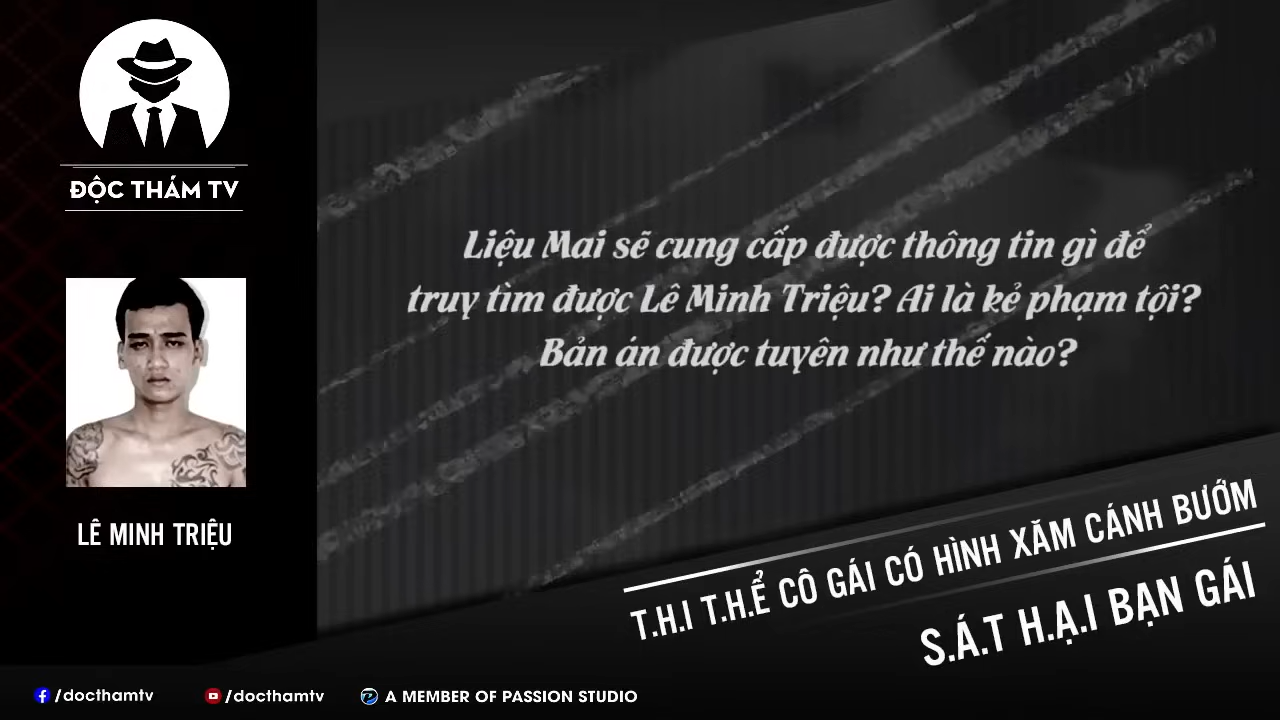 ĐỘC THÁM TV
LÊ MINH TRIỆU
Liệu Mai sẽ cung cấp được thông tin gì để
truy tìm được Lê Minh Triệu? Ai là kẻ phạm tội?
Bản án được tuyên như thế nào?
T.H.I T.H.Ể CÔ GÁI CÓ HÌNH XĂM CÁNH BƯỚM
S.Á.T H.Ạ.I BẠN GÁI
/docthamtv
/docthamtv
A MEMBER OF PASSION STUDIO